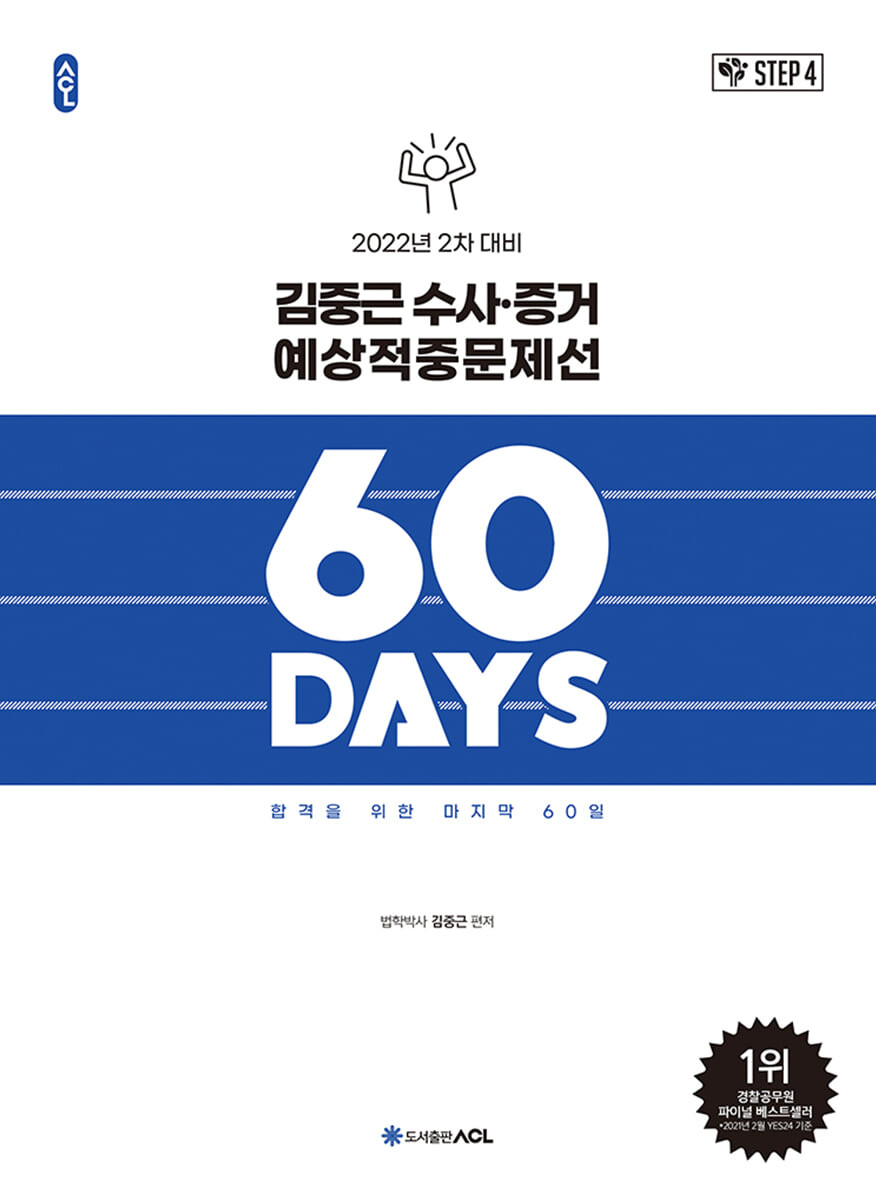 ACL
STEP 4
2022년 2차 대비
김중근 수사·증거
예상적중문제선
60
DAYS
합격을 위한 마지막 60일
법학박사 김중근 편저
1위
경찰공무원
파이널 베스트셀러
*2021년 2월 YES24 기준
도서출판 ACL